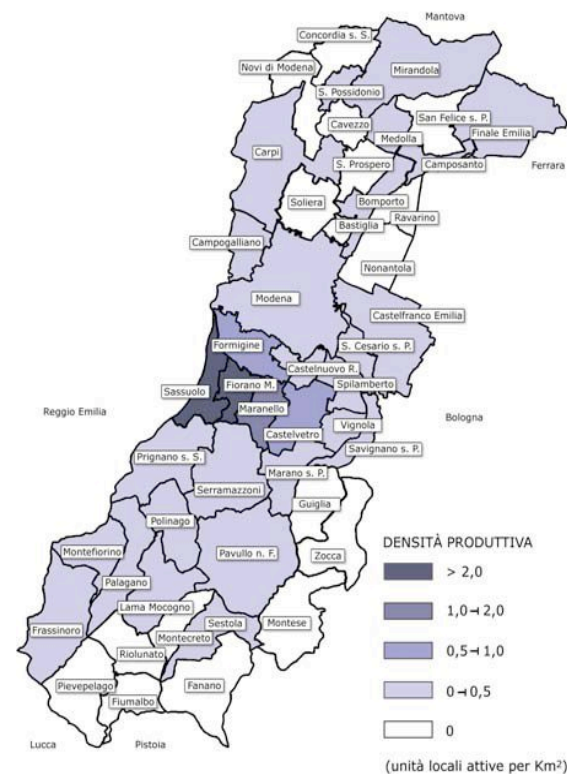 Mantova
Concordia s. S.
Novi di Modena
Mirandola
S. Possidonio
San Felice s. P.
Cavezzo
Medolla
Finale Emilia
Carpi
S. Prospero
Camposanto
Ferrara
Soliera
Bomporto
Ravarino
Bastiglia
Campogalliano
Nonantola
Modena
Castelfranco Emilia
Formigine
S. Cesario s. P.
Castelnuovo R.
Fiorano M.
Spilamberto
Sassuolo
Maranello
Reggio Emilia
Bologna
Vignola
Castelvetro
Savignano s. P.
Prignano s. S.
Marano s. P.
Serramazzoni
Guiglia
Polinago
Montefiorino
Pavullo n. F.
Zocca
Palagano
Lama Mocogno
Frassinoro
Sestola
Montese
Montecreto
Riolunato
Pievepelago
Fanano
Fiumalbo
Lucca
Pistoia
DENSITÀ PRODUTTIVA
> 2,0
1,0⊣2,0
0,5⊣1,0
0⊣0,5
0
(unità locali attive per Km²)